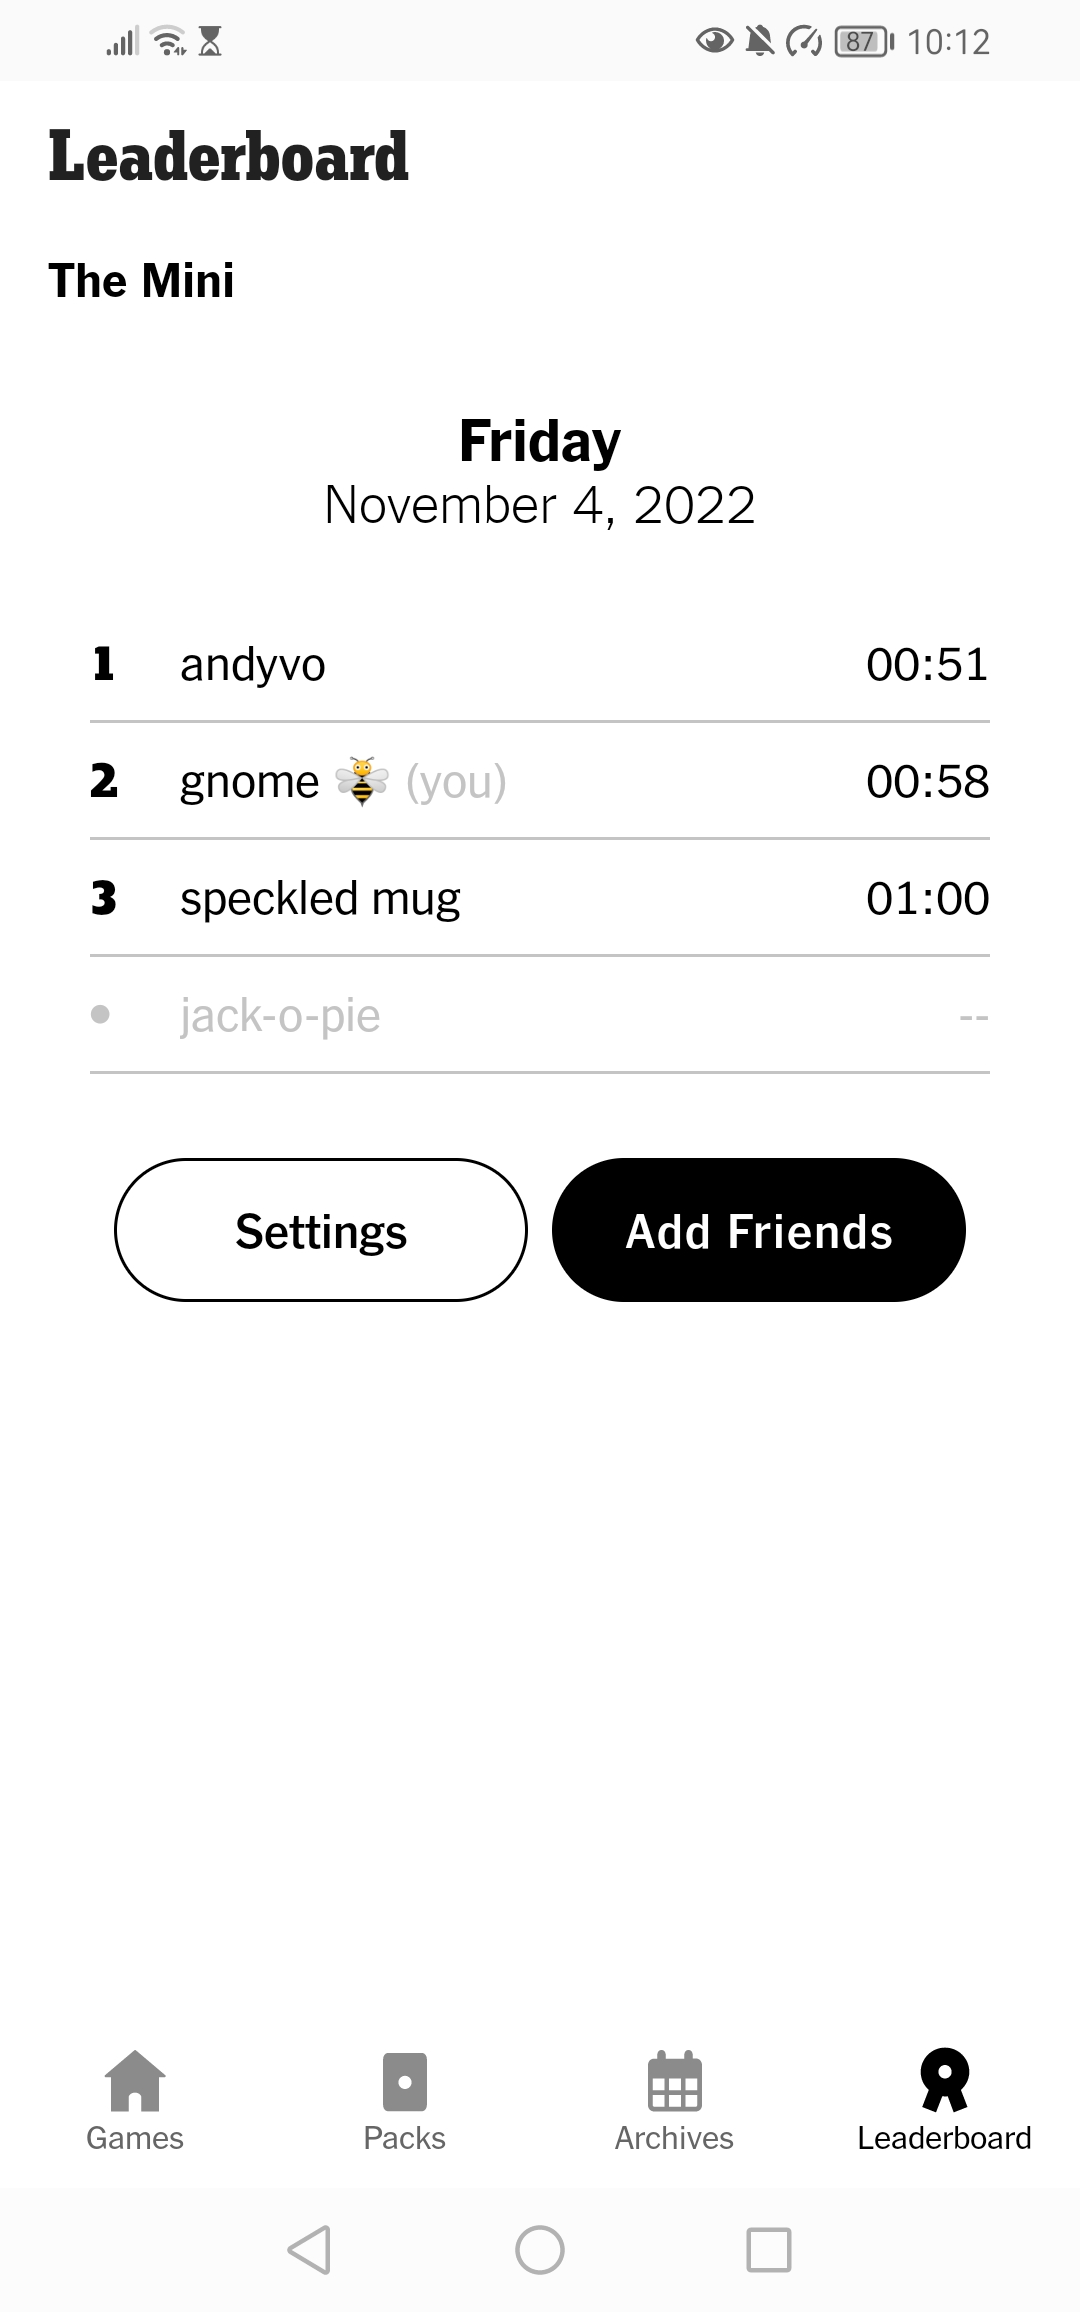 87 10:12
Leaderboard
The Mini
Friday
November 4, 2022
1 andyvo 00:51
2 gnome 🐝 (you) 00:58
3 speckled mug 01:00
• jack-o-pie --
Settings Add Friends
Games Packs Archives Leaderboard